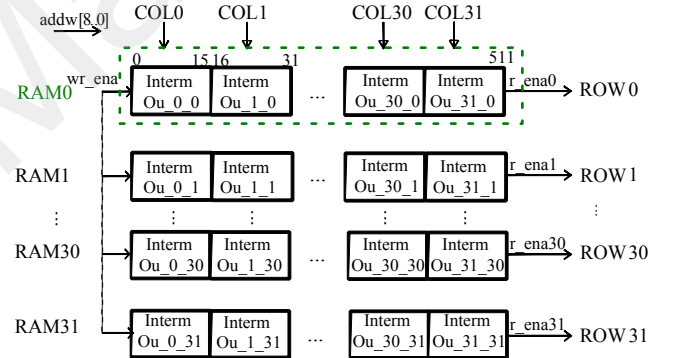 addw[8.0] COL0 COL1 COL30 COL31
0 15 16 31 511
RAM0 wr_ena Interm Interm Interm Interm r_ena0 ROW0
Ou_0_0 Ou_1_0 ... Ou_30_0 Ou_31_0
RAM1 Interm Interm Interm Interm r_ena1 ROW1
Ou_0_1 Ou_1_1 ... Ou_30_1 Ou_31_1
⋮ ⋮ ⋮ ⋮ ⋮ ⋮
RAM30 Interm Interm Interm Interm r_ena30 ROW30
Ou_0_30 Ou_1_30 ... Ou_30_30 Ou_31_30
RAM31 Interm Interm Interm Interm r_ena31 ROW31
Ou_0_31 Ou_1_31 ... Ou_30_31 Ou_31_31